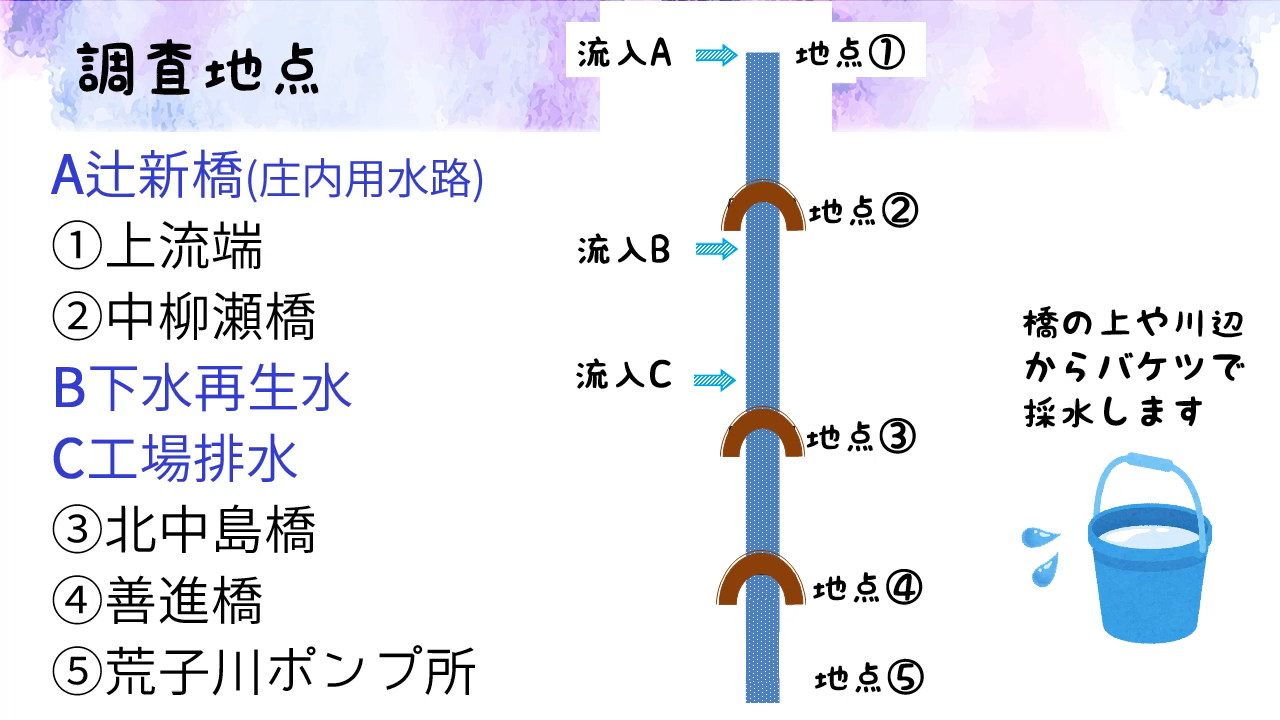 調査地点
A辻新橋(庄内用水路)
①上流端
②中柳瀬橋
B下水再生水
C工場排水
③北中島橋
④善進橋
⑤荒子川ポンプ所
流入A
地点①
地点②
流入B
流入C
地点③
地点④
地点⑤
橋の上や川辺
からバケツで
採水します